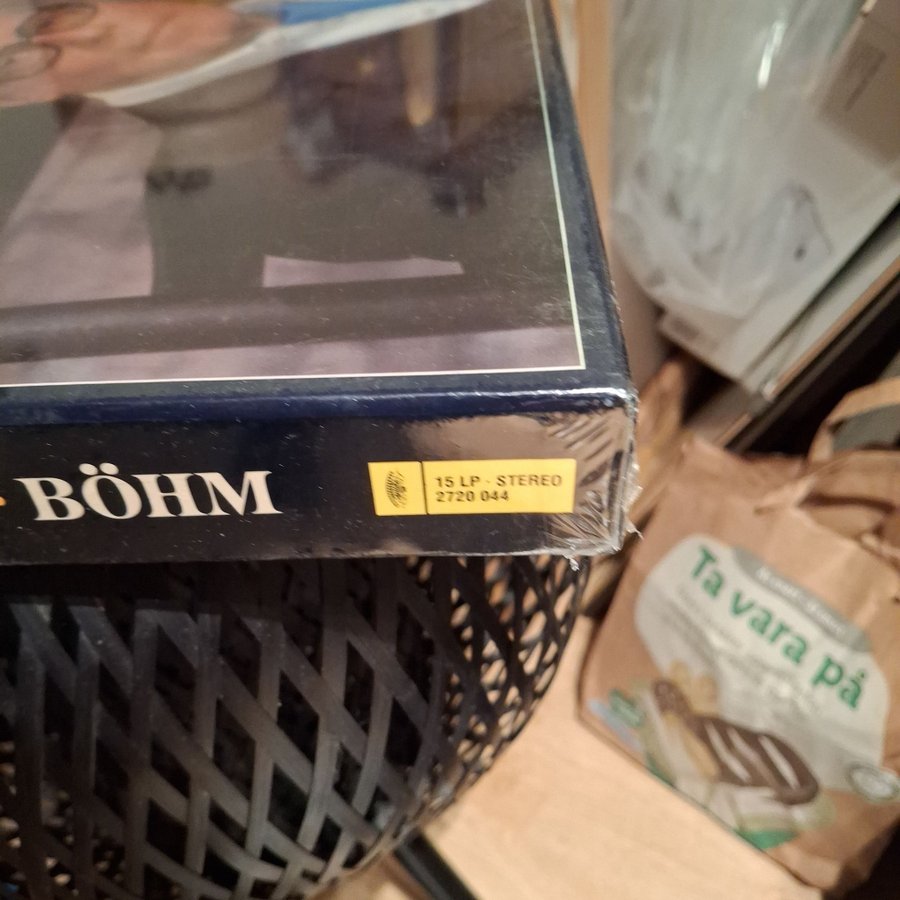 · BÖHM
15 LP · STEREO
2720 044
Ta vara på